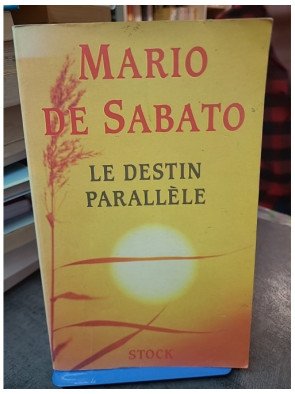 MARIO
DE SABATO
LE DESTIN
PARALLÈLE
STOCK